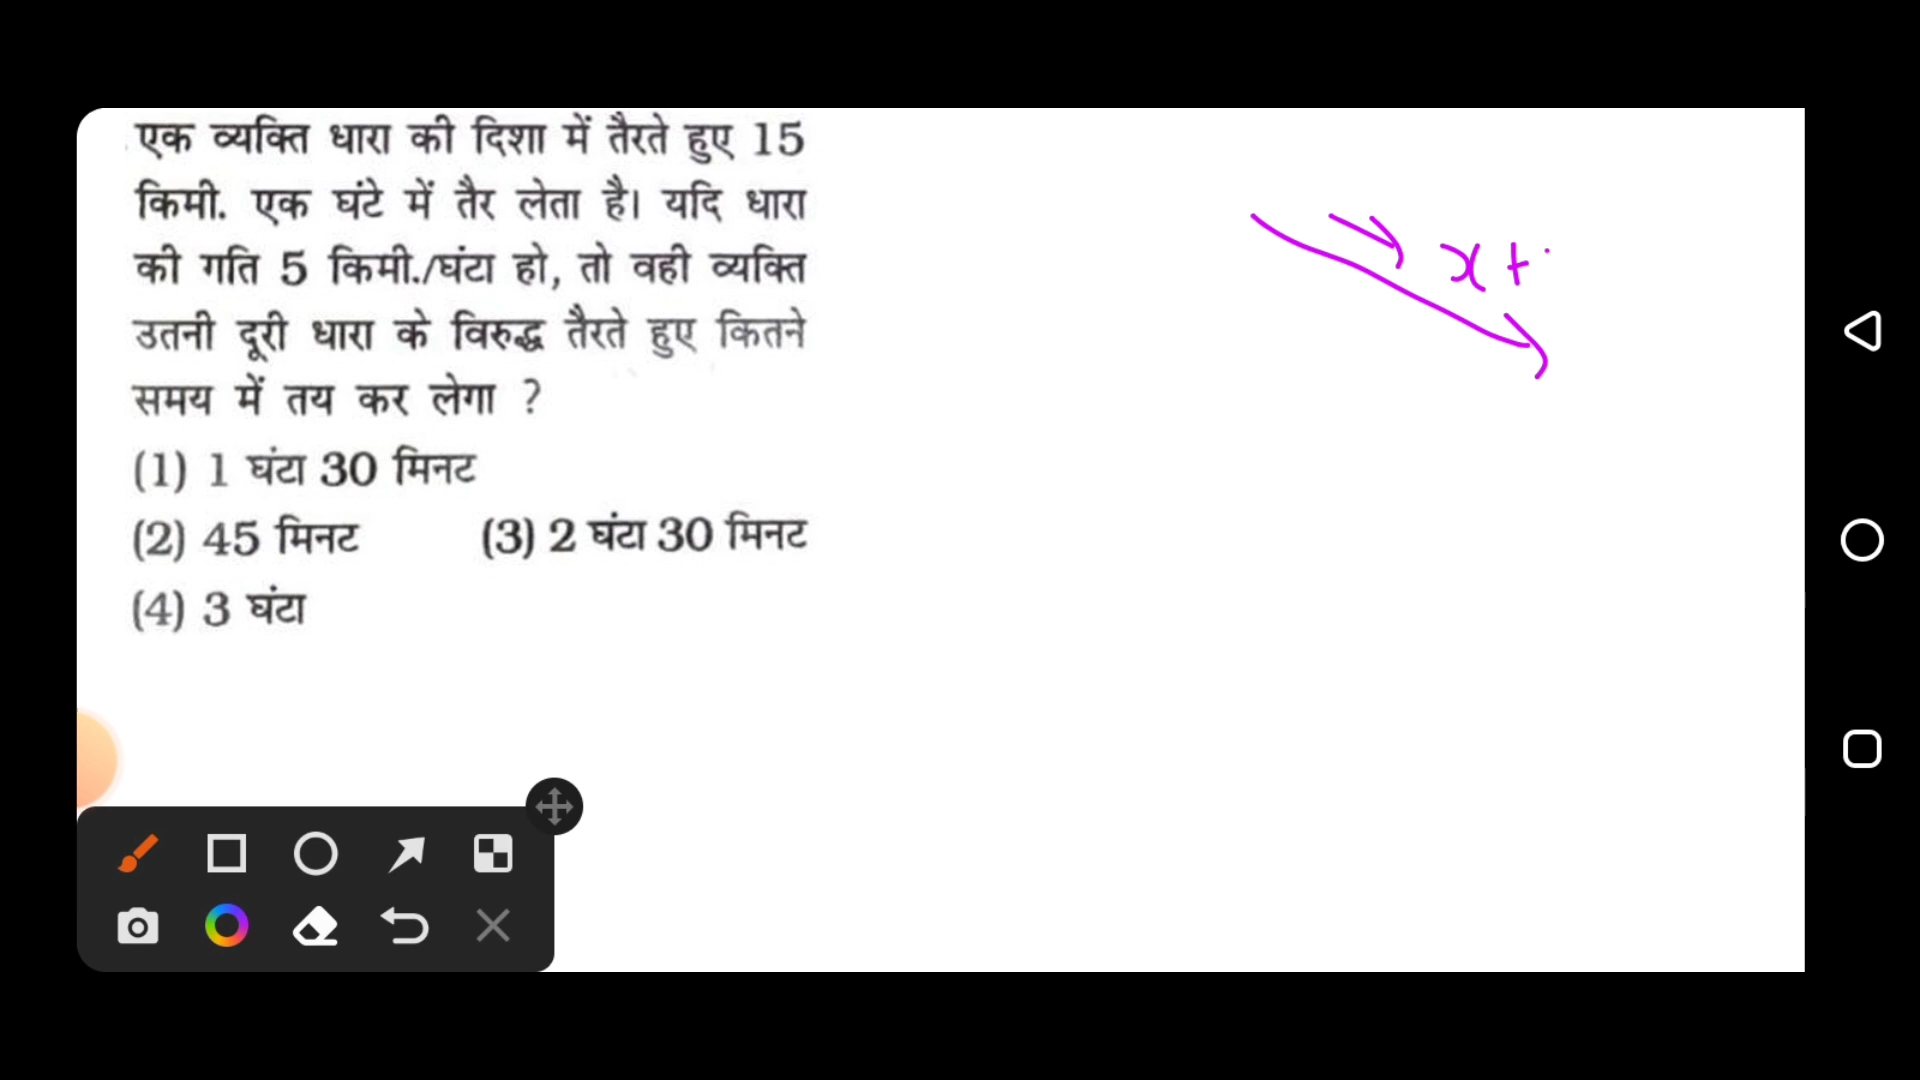 एक व्यक्ति धारा की दिशा में तैरते हुए 15
किमी. एक घंटे में तैर लेता है। यदि धारा
की गति 5 किमी./घंटा हो, तो वही व्यक्ति
उतनी दूरी धारा के विरुद्ध तैरते हुए कितने
समय में तय कर लेगा ?
(1) 1 घंटा 30 मिनट
(2) 45 मिनट (3) 2 घंटा 30 मिनट
(4) 3 घंटा
x+